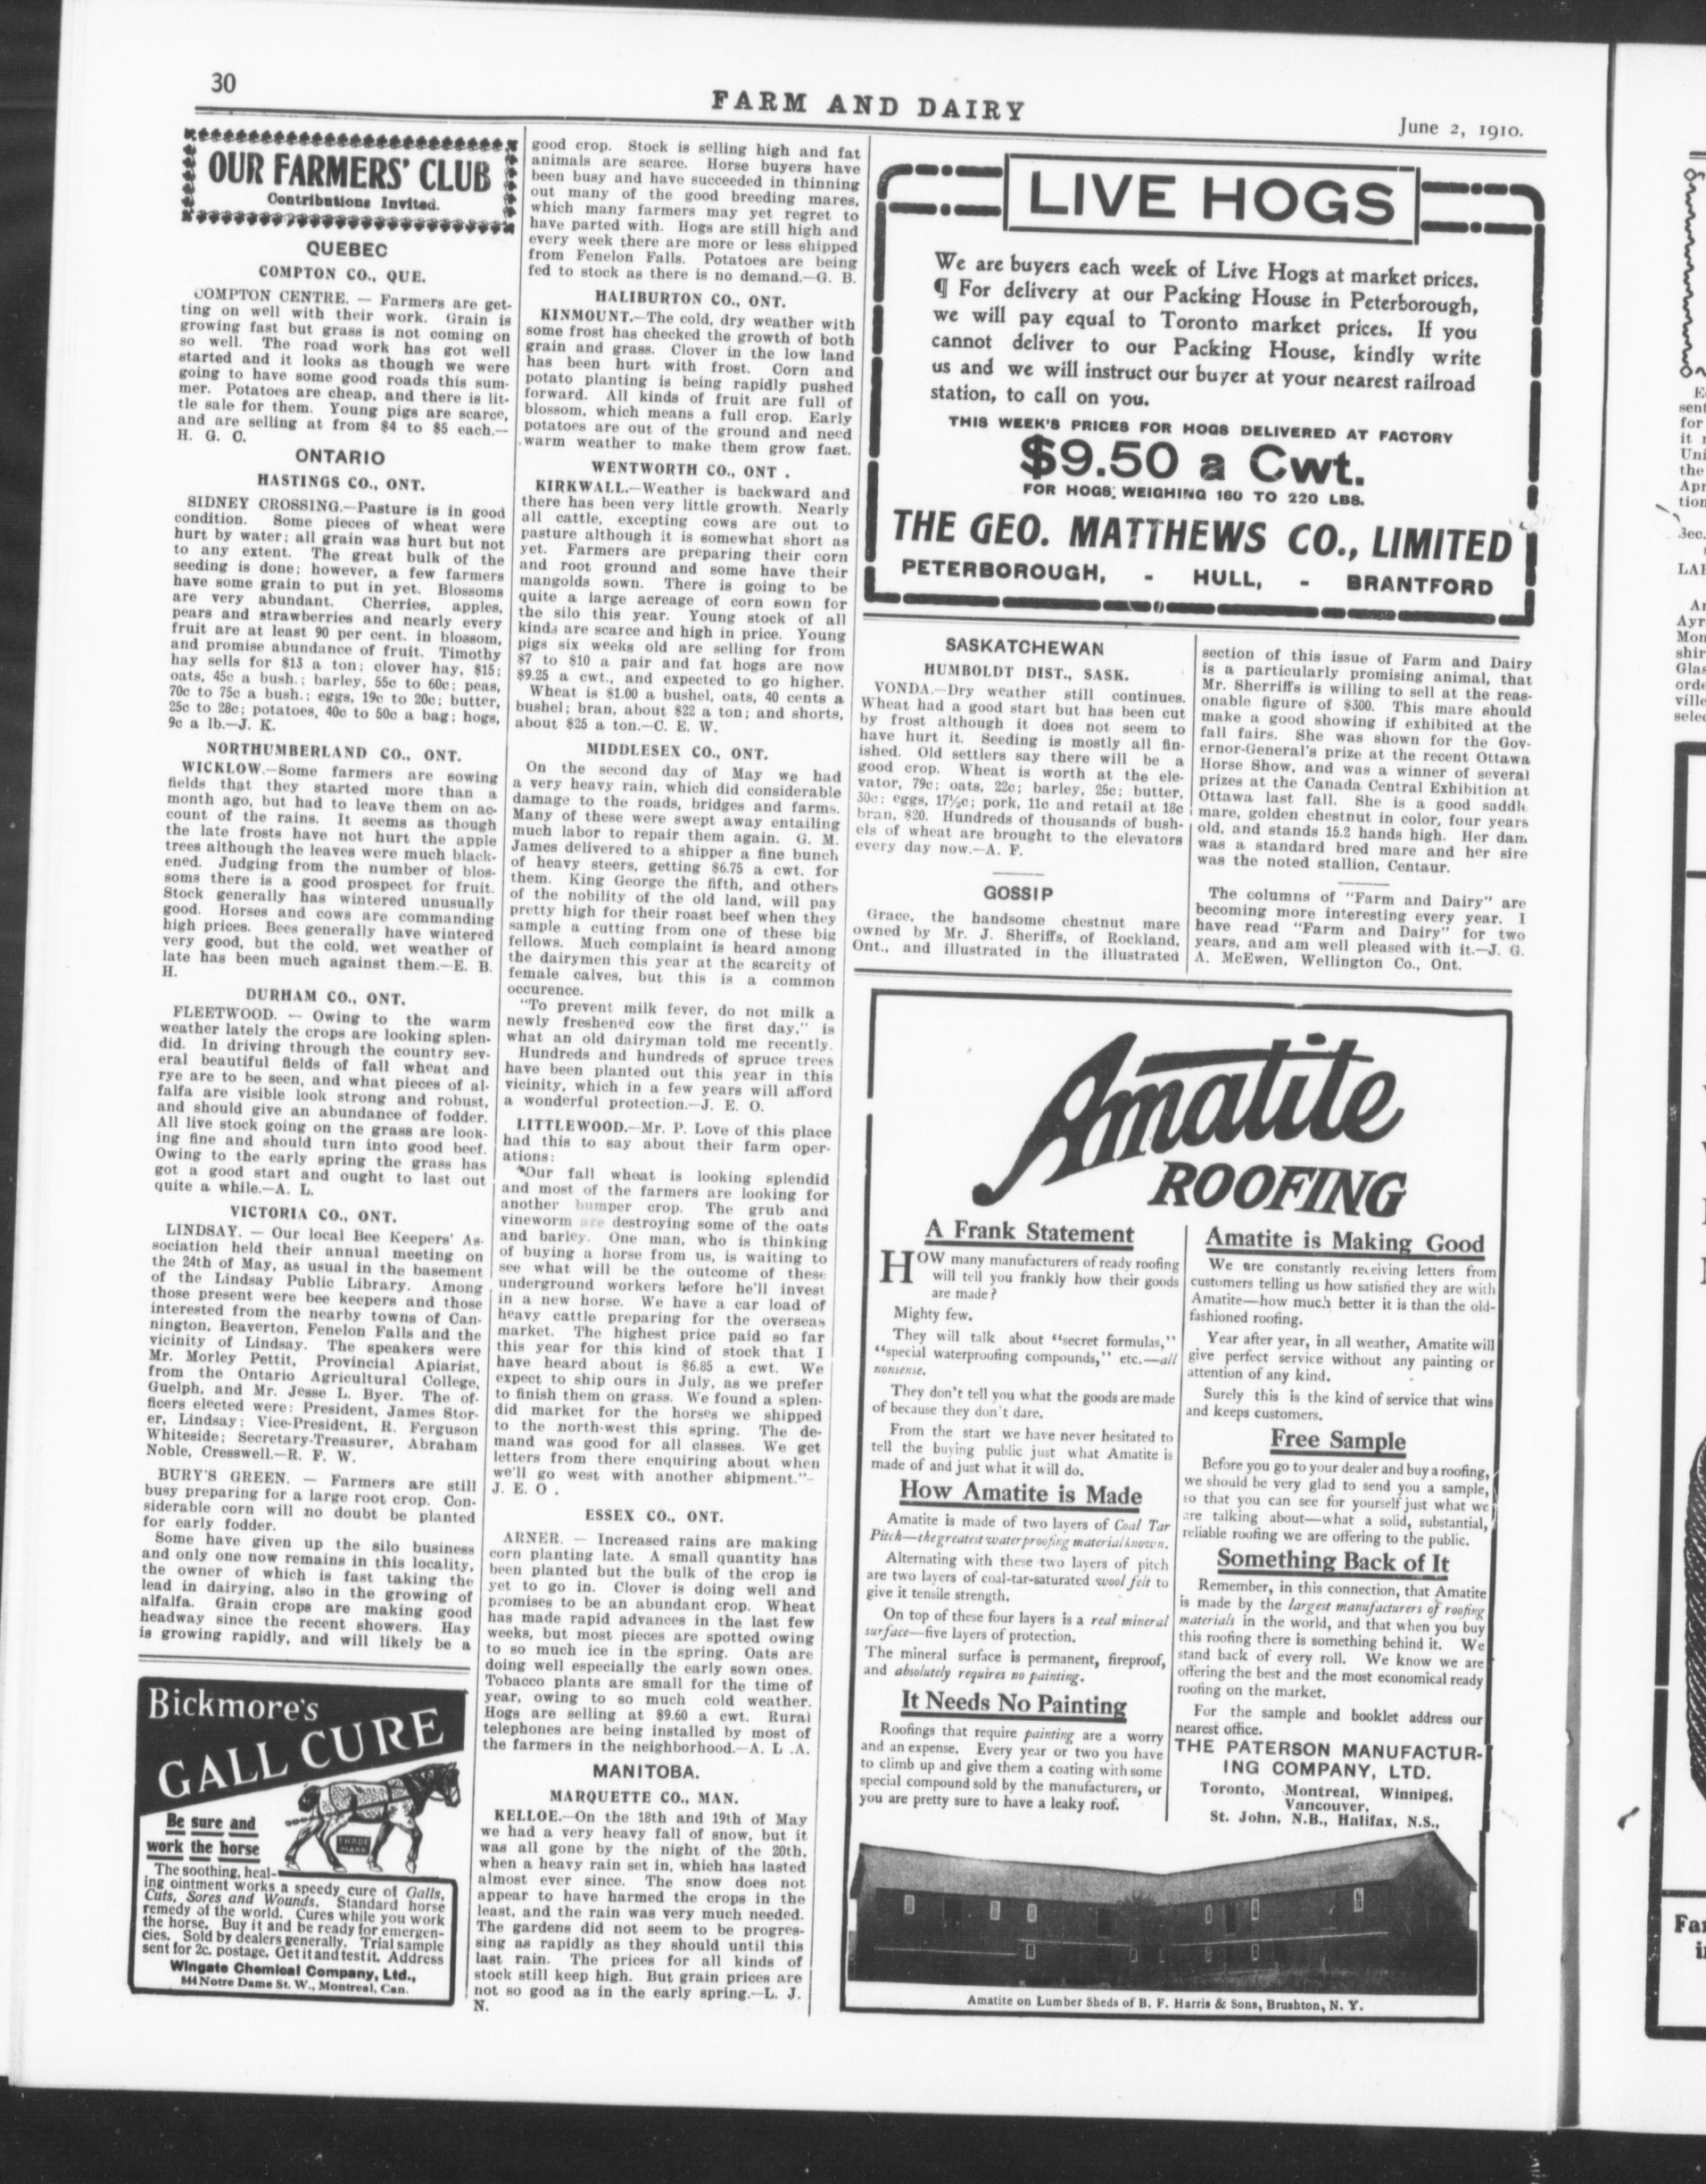 30
FARM AND DAIRY
June 2, 1910.
OUR FARMERS' CLUB
Contributions Invited.
QUEBEC
COMPTON CO., QUE.
COMPTON CENTRE. — Farmers are get-
ting on well with their work. Grain is
growing fast but grass is not coming on
so well. The road work has got well
started and it looks as though we were
going to have some good roads this sum-
mer. Potatoes are cheap, and there is lit-
tle sale for them. Young pigs are scarce,
and are selling at from $4 to $5 each.—
H. G. C.
ONTARIO
HASTINGS CO., ONT.
SIDNEY CROSSING.—Pasture is in good
condition. Some pieces of wheat were
hurt by water; all grain was hurt but not
to any extent. The great bulk of the
seeding is done; however, a few farmers
have some grain to put in yet. Blossoms
are very abundant. Cherries, apples,
pears and strawberries and nearly every
fruit are at least 90 per cent. in blossom,
and promise abundance of fruit. Timothy
hay sells for $13 a ton; clover hay, $15;
oats, 45c a bush.; barley, 55c to 60c; peas,
70c to 75c a bush.; eggs, 19c to 20c; butter,
25c to 28c; potatoes, 40c to 50c a bag; hogs,
9c a lb.—J. K.
NORTHUMBERLAND CO., ONT.
WICKLOW.—Some farmers are sowing
fields that they started more than a
month ago, but had to leave them on ac-
count of the rains. It seems as though
the late frosts have not hurt the apple
trees although the leaves were much black-
ened. Judging from the number of blos-
soms there is a good prospect for fruit.
Stock generally has wintered unusually
good. Horses and cows are commanding
high prices. Bees generally have wintered
very good, but the cold, wet weather of
late has been much against them.—E. B.
H.
DURHAM CO., ONT.
FLEETWOOD. — Owing to the warm
weather lately the crops are looking splen-
did. In driving through the country sev-
eral beautiful fields of fall wheat and
rye are to be seen, and what pieces of al-
falfa are visible look strong and robust,
and should give an abundance of fodder.
All live stock going on the grass are look-
ing fine and should turn into good beef.
Owing to the early spring the grass has
got a good start and ought to last out
quite a while.—A. L.
VICTORIA CO., ONT.
LINDSAY. — Our local Bee Keepers' As-
sociation held their annual meeting on
the 24th of May, as usual in the basement
of the Lindsay Public Library. Among
those present were bee keepers and those
interested from the nearby towns of Can-
nington, Beaverton, Fenelon Falls and the
vicinity of Lindsay. The speakers were
Mr. Morley Pettit, Provincial Apiarist,
from the Ontario Agricultural College,
Guelph, and Mr. Jesse L. Byer. The of-
ficers elected were: President, James Stor-
er, Lindsay; Vice-President, R. Ferguson
Whiteside; Secretary-Treasurer, Abraham
Noble, Cresswell.—R. F. W.
BURY'S GREEN. — Farmers are still
busy preparing for a large root crop. Con-
siderable corn will no doubt be planted
for early fodder.
Some have given up the silo business
and only one now remains in this locality,
the owner of which is fast taking the
lead in dairying, also in the growing of
alfalfa. Grain crops are making good
headway since the recent showers. Hay
is growing rapidly, and will likely be a
Bickmore's
GALL CURE
Be sure and
work the horse
TRADE
MARK
The soothing, heal-
ing ointment works a speedy cure of Galls,
Cuts, Sores and Wounds. Standard horse
remedy of the world. Cures while you work
the horse. Buy it and be ready for emergen-
cies. Sold by dealers generally. Trial sample
sent for 2c. postage. Get it and test it. Address
Wingate Chemical Company, Ltd.,
844 Notre Dame St. W., Montreal, Can.
good crop. Stock is selling high and fat
animals are scarce. Horse buyers have
been busy and have succeeded in thinning
out many of the good breeding mares,
which many farmers may yet regret to
have parted with. Hogs are still high and
every week there are more or less shipped
from Fenelon Falls. Potatoes are being
fed to stock as there is no demand.—G. B.
HALIBURTON CO., ONT.
KINMOUNT.—The cold, dry weather with
some frost has checked the growth of both
grain and grass. Clover in the low land
has been hurt with frost. Corn and
potato planting is being rapidly pushed
forward. All kinds of fruit are full of
blossom, which means a full crop. Early
potatoes are out of the ground and need
warm weather to make them grow fast.
WENTWORTH CO., ONT .
KIRKWALL.—Weather is backward and
there has been very little growth. Nearly
all cattle, excepting cows are out to
pasture although it is somewhat short as
yet. Farmers are preparing their corn
and root ground and some have their
mangolds sown. There is going to be
quite a large acreage of corn sown for
the silo this year. Young stock of all
kinds are scarce and high in price. Young
pigs six weeks old are selling for from
$7 to $10 a pair and fat hogs are now
$9.25 a cwt., and expected to go higher.
Wheat is $1.00 a bushel, oats, 40 cents a
bushel; bran, about $22 a ton; and shorts,
about $25 a ton.—C. E. W.
MIDDLESEX CO., ONT.
On the second day of May we had
a very heavy rain, which did considerable
damage to the roads, bridges and farms.
Many of these were swept away entailing
much labor to repair them again. G. M.
James delivered to a shipper a fine bunch
of heavy steers, getting $6.75 a cwt. for
them. King George the fifth, and others
of the nobility of the old land, will pay
pretty high for their roast beef when they
sample a cutting from one of these big
fellows. Much complaint is heard among
the dairymen this year at the scarcity of
female calves, but this is a common
occurence.
"To prevent milk fever, do not milk a
newly freshened cow the first day," is
what an old dairyman told me recently.
Hundreds and hundreds of spruce trees
have been planted out this year in this
vicinity, which in a few years will afford
a wonderful protection.—J. E. O.
LITTLEWOOD.—Mr. P. Love of this place
had this to say about their farm oper-
ations:
"Our fall wheat is looking splendid
and most of the farmers are looking for
another bumper crop. The grub and
vineworm are destroying some of the oats
and barley. One man, who is thinking
of buying a horse from us, is waiting to
see what will be the outcome of these
underground workers before he'll invest
in a new horse. We have a car load of
heavy cattle preparing for the overseas
market. The highest price paid so far
this year for this kind of stock that I
have heard about is $6.85 a cwt. We
expect to ship ours in July, as we prefer
to finish them on grass. We found a splen-
did market for the horses we shipped
to the north-west this spring. The de-
mand was good for all classes. We get
letters from there enquiring about when
we'll go west with another shipment."—
J. E. O .
ESSEX CO., ONT.
ARNER. — Increased rains are making
corn planting late. A small quantity has
been planted but the bulk of the crop is
yet to go in. Clover is doing well and
promises to be an abundant crop. Wheat
has made rapid advances in the last few
weeks, but most pieces are spotted owing
to so much ice in the spring. Oats are
doing well especially the early sown ones.
Tobacco plants are small for the time of
year, owing to so much cold weather.
Hogs are selling at $9.60 a cwt. Rural
telephones are being installed by most of
the farmers in the neighborhood.—A. L .A.
MANITOBA.
MARQUETTE CO., MAN.
KELLOE.—On the 18th and 19th of May
we had a very heavy fall of snow, but it
was all gone by the night of the 20th,
when a heavy rain set in, which has lasted
almost ever since. The snow does not
appear to have harmed the crops in the
least, and the rain was very much needed.
The gardens did not seem to be progres-
sing as rapidly as they should until this
last rain. The prices for all kinds of
stock still keep high. But grain prices are
not so good as in the early spring.—L. J.
N.
LIVE HOGS
We are buyers each week of Live Hogs at market prices.
¶ For delivery at our Packing House in Peterborough,
we will pay equal to Toronto market prices. If you
cannot deliver to our Packing House, kindly write
us and we will instruct our buyer at your nearest railroad
station, to call on you.
THIS WEEK'S PRICES FOR HOGS DELIVERED AT FACTORY
$9.50 a Cwt.
FOR HOGS; WEIGHING 160 TO 220 LBS.
THE GEO. MATTHEWS CO., LIMITED
PETERBOROUGH, - HULL, - BRANTFORD
SASKATCHEWAN
HUMBOLDT DIST., SASK.
VONDA.—Dry weather still continues.
Wheat had a good start but has been cut
by frost although it does not seem to
have hurt it. Seeding is mostly all fin-
ished. Old settlers say there will be a
good crop. Wheat is worth at the ele-
vator, 79c; oats, 22c; barley, 25c; butter,
30c; eggs, 17½c; pork, 11c and retail at 18c
bran, $20. Hundreds of thousands of bush-
els of wheat are brought to the elevators
every day now.—A. F.
GOSSIP
Grace, the handsome chestnut mare
owned by Mr. J. Sheriffs, of Rockland,
Ont., and illustrated in the illustrated
section of this issue of Farm and Dairy
is a particularly promising animal, that
Mr. Sherriffs is willing to sell at the reas-
onable figure of $300. This mare should
make a good showing if exhibited at the
fall fairs. She was shown for the Gov-
ernor-General's prize at the recent Ottawa
Horse Show, and was a winner of several
prizes at the Canada Central Exhibition at
Ottawa last fall. She is a good saddle
mare, golden chestnut in color, four years
old, and stands 15.2 hands high. Her dam
was a standard bred mare and her sire
was the noted stallion, Centaur.
The columns of "Farm and Dairy" are
becoming more interesting every year. I
have read "Farm and Dairy" for two
years, and am well pleased with it.—J. G.
A. McEwen, Wellington Co., Ont.
Amatite
ROOFING
A Frank Statement
HOW many manufacturers of ready roofing
will tell you frankly how their goods
are made?
Mighty few.
They will talk about "secret formulas,"
"special waterproofing compounds," etc.—all
nonsense.
They don't tell you what the goods are made
of because they don't dare.
From the start we have never hesitated to
tell the buying public just what Amatite is
made of and just what it will do.
How Amatite is Made
Amatite is made of two layers of Coal Tar
Pitch—the greatest waterproofing material known.
Alternating with these two layers of pitch
are two layers of coal-tar-saturated wool felt to
give it tensile strength.
On top of these four layers is a real mineral
surface—five layers of protection.
The mineral surface is permanent, fireproof,
and absolutely requires no painting.
It Needs No Painting
Roofings that require painting are a worry
and an expense. Every year or two you have
to climb up and give them a coating with some
special compound sold by the manufacturers, or
you are pretty sure to have a leaky roof.
Amatite is Making Good
We are constantly receiving letters from
customers telling us how satisfied they are with
Amatite—how much better it is than the old-
fashioned roofing.
Year after year, in all weather, Amatite will
give perfect service without any painting or
attention of any kind.
Surely this is the kind of service that wins
and keeps customers.
Free Sample
Before you go to your dealer and buy a roofing,
we should be very glad to send you a sample,
so that you can see for yourself just what we
are talking about—what a solid, substantial,
reliable roofing we are offering to the public.
Something Back of It
Remember, in this connection, that Amatite
is made by the largest manufacturers of roofing
materials in the world, and that when you buy
this roofing there is something behind it. We
stand back of every roll. We know we are
offering the best and the most economical ready
roofing on the market.
For the sample and booklet address our
nearest office.
THE PATERSON MANUFACTUR-
ING COMPANY, LTD.
Toronto, Montreal, Winnipeg,
Vancouver,
St. John, N.B., Halifax, N.S.,
Amatite on Lumber Sheds of B. F. Harris & Sons, Brushton, N. Y.